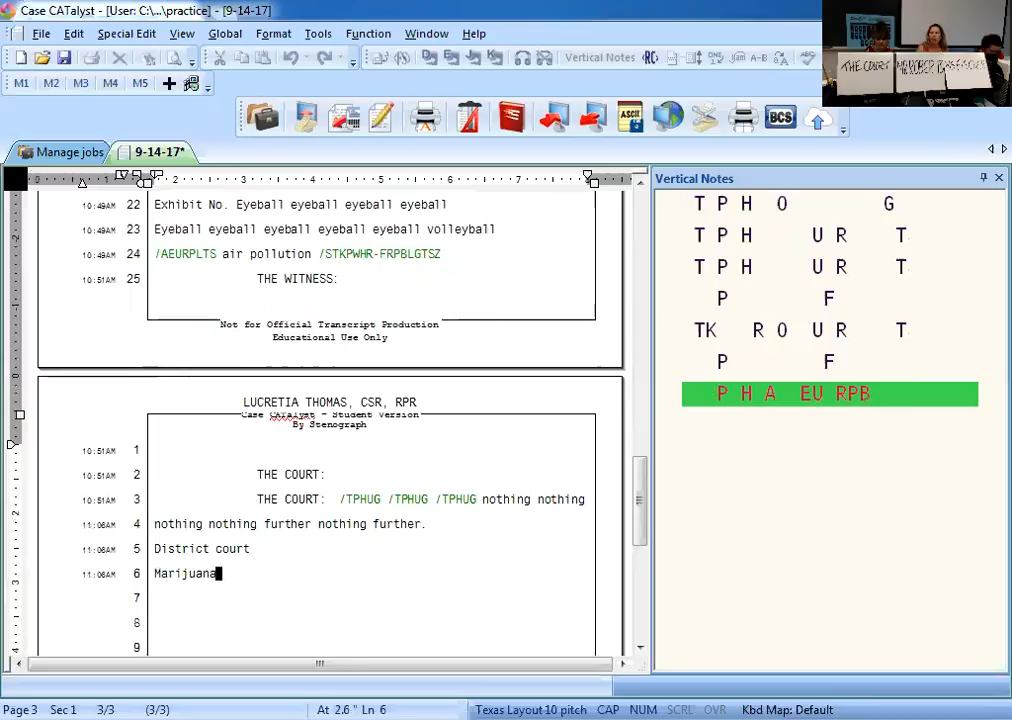 Case CATalyst - [User: C:\...\practice] - [9-14-17*]
File Edit Special Edit View Global Format Tools Function Window Help
Vertical Notes
M1 M2 M3 M4 M5
ASCII BCS
Manage jobs 9-14-17*
Vertical Notes
10:49AM 22 Exhibit No. Eyeball eyeball eyeball eyeball
10:49AM 23 Eyeball eyeball eyeball eyeball eyeball volleyball
10:49AM 24 /AEURPLTS air pollution /STKPWHR-FRPBLGTSZ
10:51AM 25 THE WITNESS:
Not for Official Transcript Production
Educational Use Only
LUCRETIA THOMAS, CSR, RPR
Case CATalyst - Student Version
By Stenograph
10:51AM 1
10:51AM 2 THE COURT:
10:51AM 3 THE COURT: /TPHUG /TPHUG /TPHUG nothing nothing
11:06AM 4 nothing nothing further nothing further.
11:06AM 5 District court
11:06AM 6 Marijuana
7
8
9
T P H O G
T P H U R T
T P H U R T
P F
TK R O U R T
P F
P H A EU RPB
THE COURT
Page 3 Sec 1 3/3 (3/3) At 2.6" Ln 6 Texas Layout 10 pitch CAP NUM SCRL OVR Kbd Map: Default